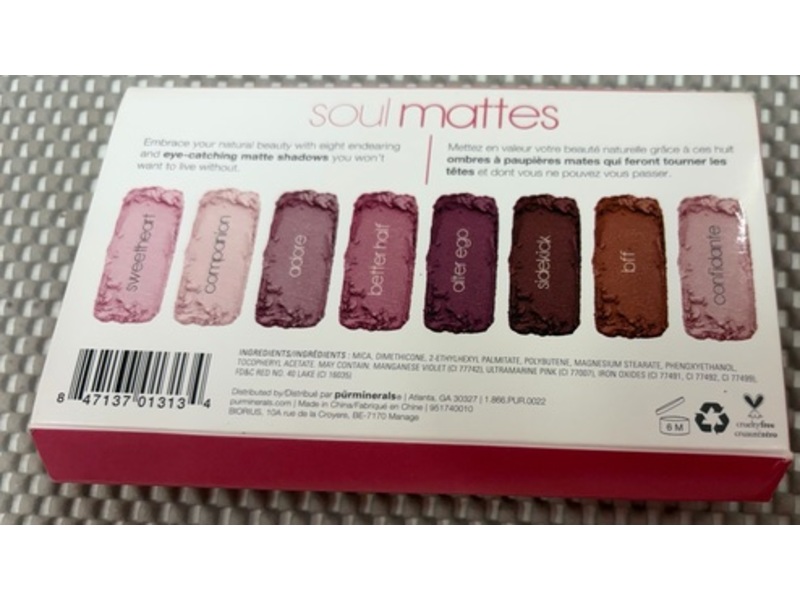 soul mattes
Embrace your natural beauty with eight endearing
and eye-catching matte shadows you won't
want to live without.
Mettez en valeur votre beauté naturelle grâce à ces huit
ombres à paupières mates qui feront tourner les
têtes et dont vous ne pouvez vous passer.
sweetheart
companion
adore
better half
alter ego
sidekick
bff
confidante
INGREDIENTS/INGRÉDIENTS : MICA, DIMETHICONE, 2-ETHYLHEXYL PALMITATE, POLYBUTENE, MAGNESIUM STEARATE, PHENOXYETHANOL,
TOCOPHERYL ACETATE. MAY CONTAIN: MANGANESE VIOLET (CI 77742), ULTRAMARINE PINK (CI 77007), IRON OXIDES (CI 77491, CI 77492, CI 77499),
FD&C RED NO. 40 LAKE (CI 16035)
8 47137 01313 4
Distributed by/Distribué par pürminerals® | Atlanta, GA 30327 | 1.866.PUR.0022
purminerals.com | Made in China/Fabriqué en Chine | 951740010
BIORIUS, 10A rue de la Croyere, BE-7170 Manage
6 M
crueltyfree
cruautézéro